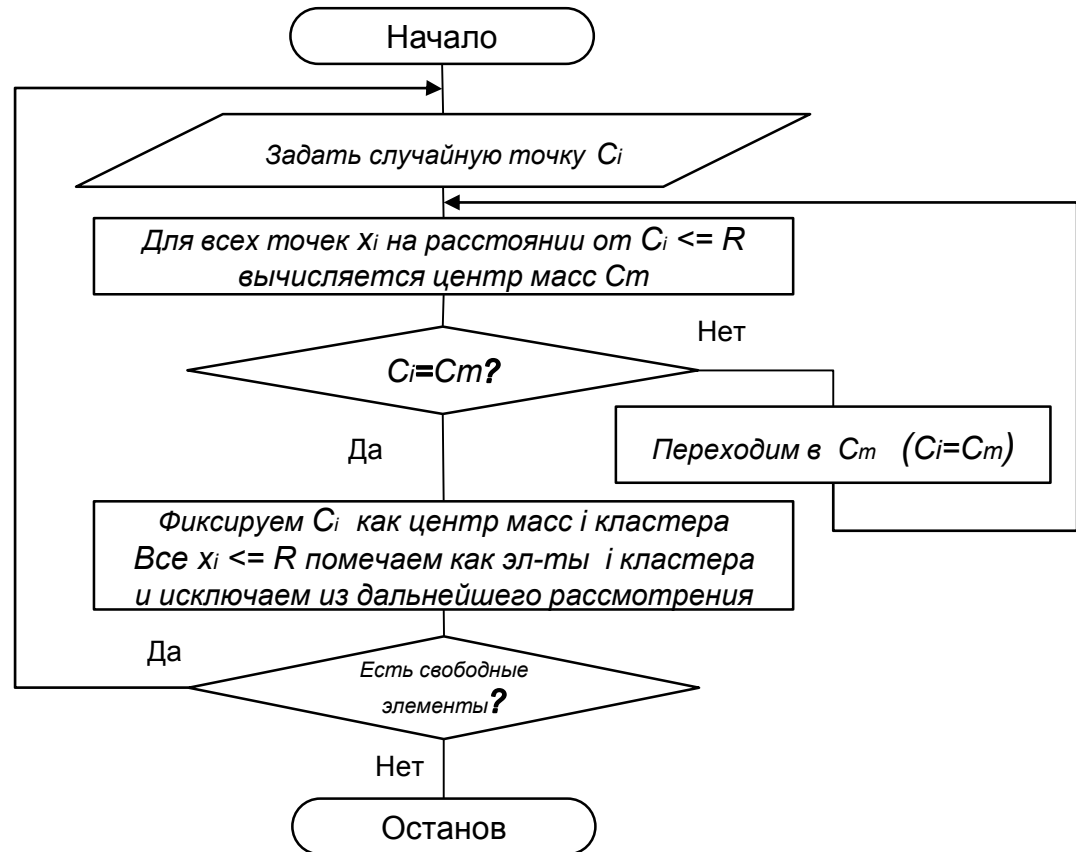 Начало
Задать случайную точку Ci
Для всех точек xi на расстоянии от Ci <= R
вычисляется центр масс Cm
Ci=Cm?
Нет
Переходим в Cm (Ci=Cm)
Да
Фиксируем Ci как центр масс i кластера
Все xi <= R помечаем как эл-ты i кластера
и исключаем из дальнейшего рассмотрения
Да
Есть свободные
элементы?
Нет
Останов